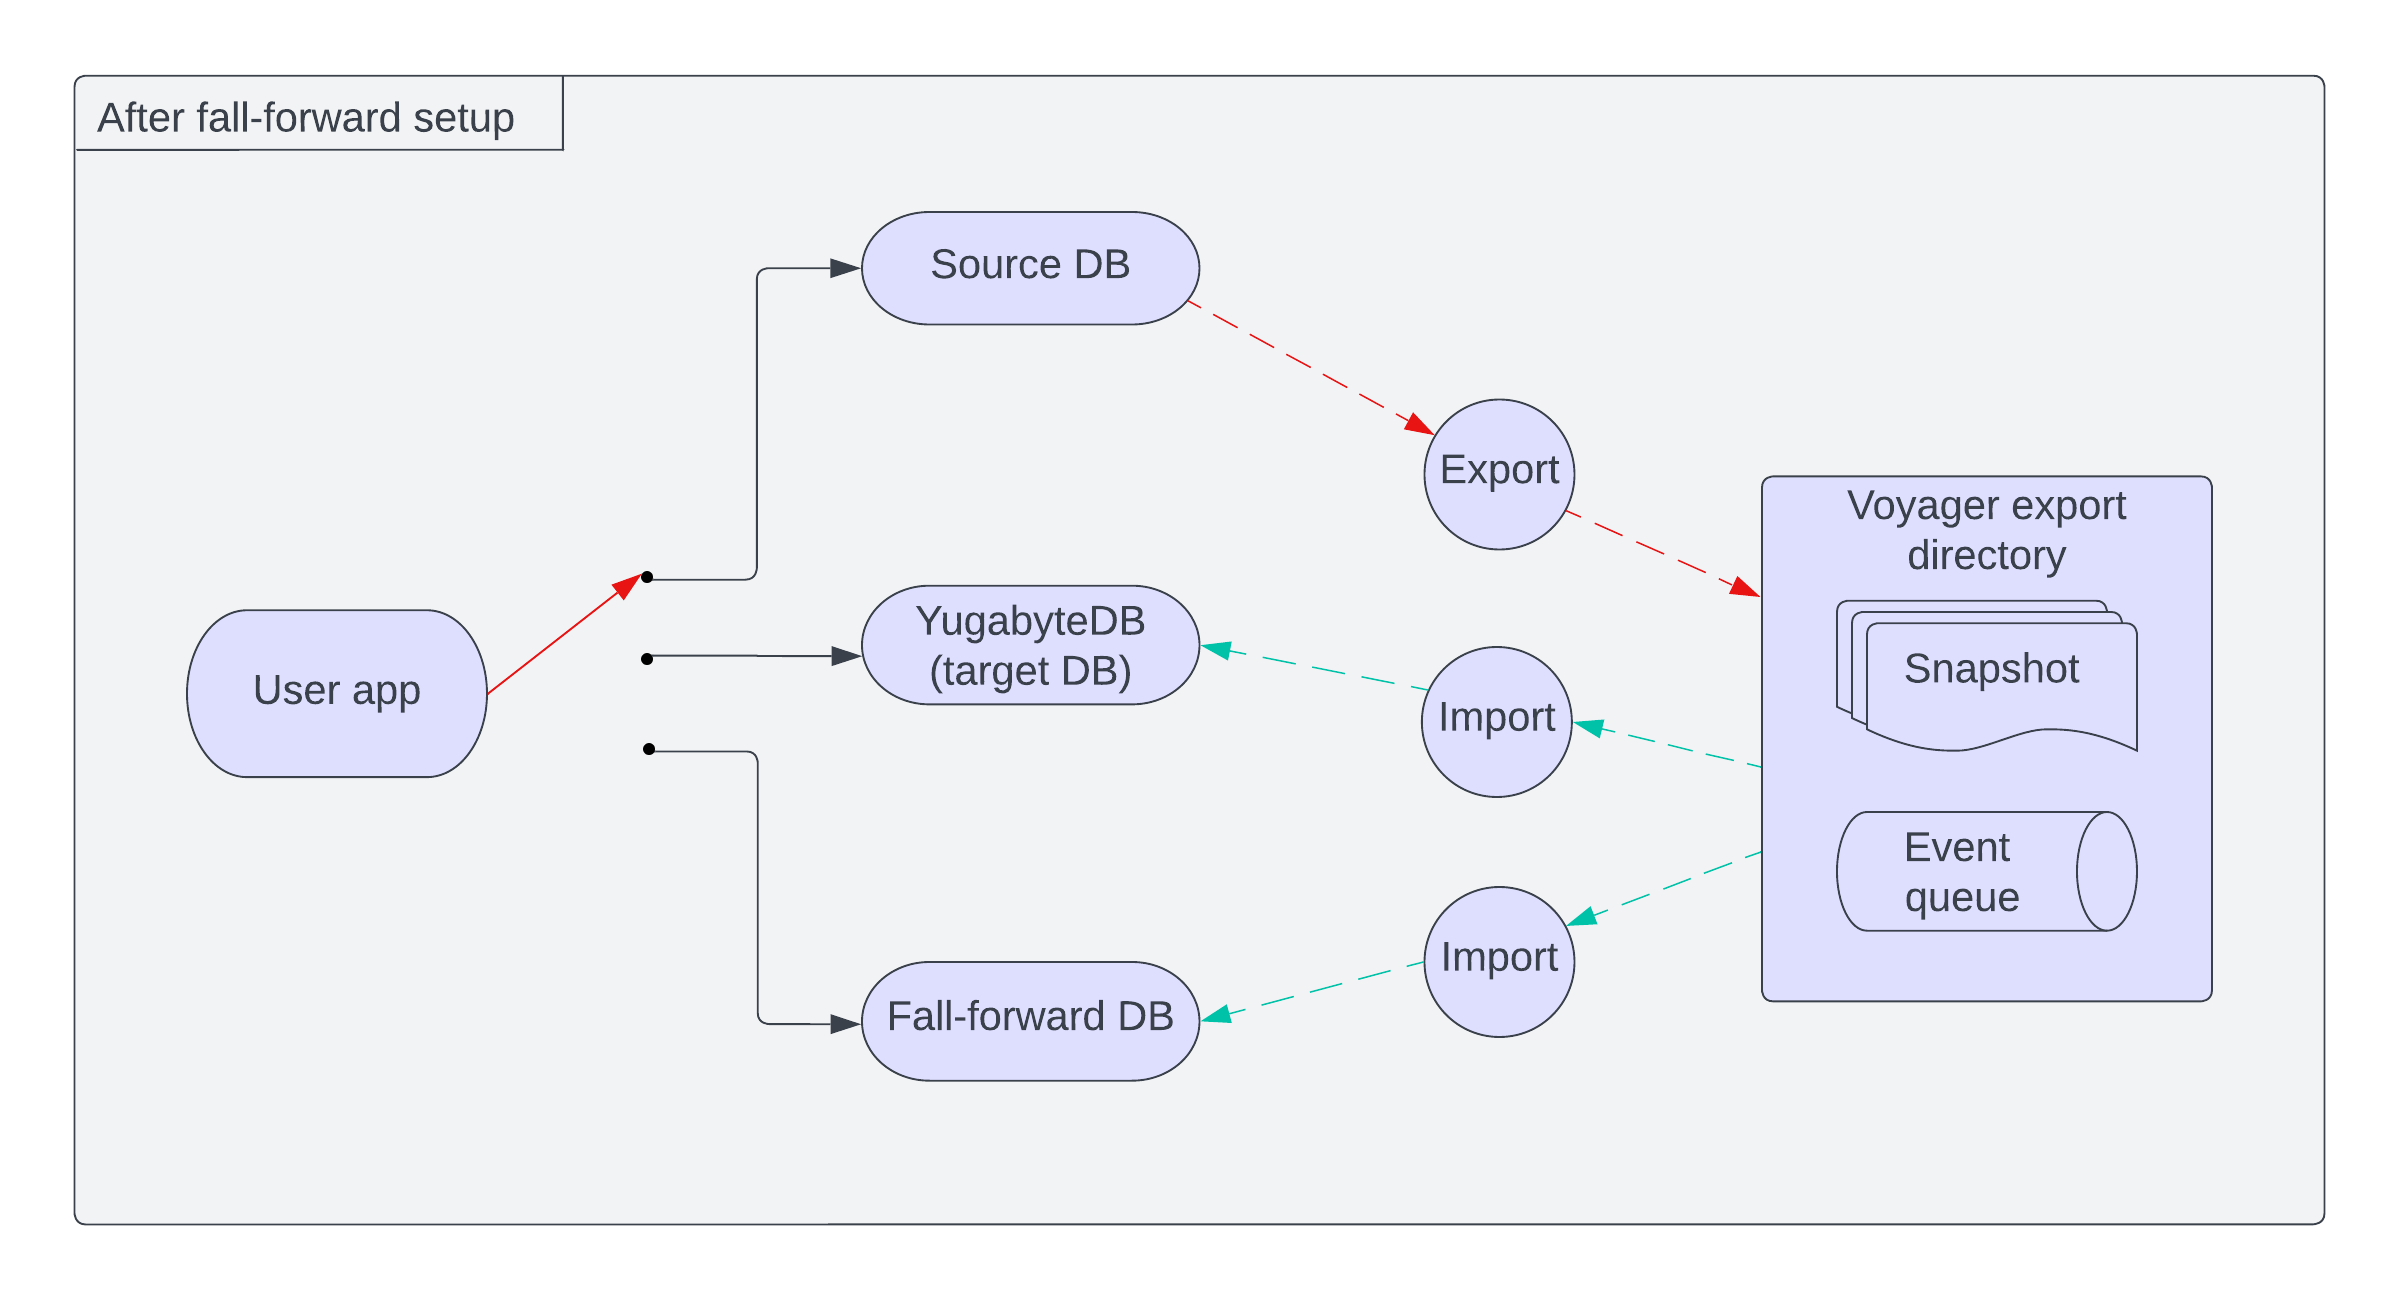 After fall-forward setup
Source DB
Export
Voyager export
directory
YugabyteDB
(target DB)
User app
Import
Snapshot
Event
queue
Import
Fall-forward DB